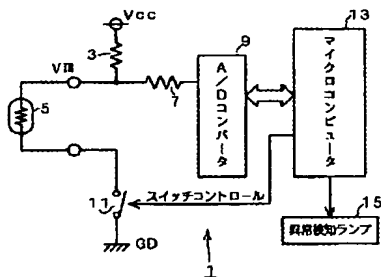 Vcc
3
9
13
VIN
5
7
A/Dコンバータ
マイクロコンピュータ
11
スイッチコントロール
GD
15
異常検知ランプ
1